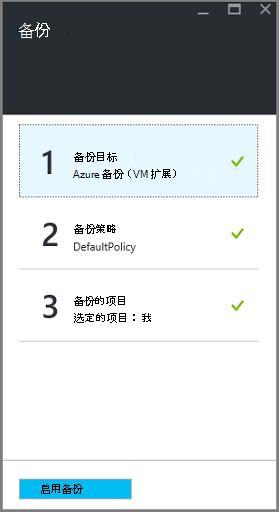 备份
1
备份目标
Azure 备份（VM 扩展）
2
备份策略
DefaultPolicy
3
备份的项目
选定的项目： 我
启用备份